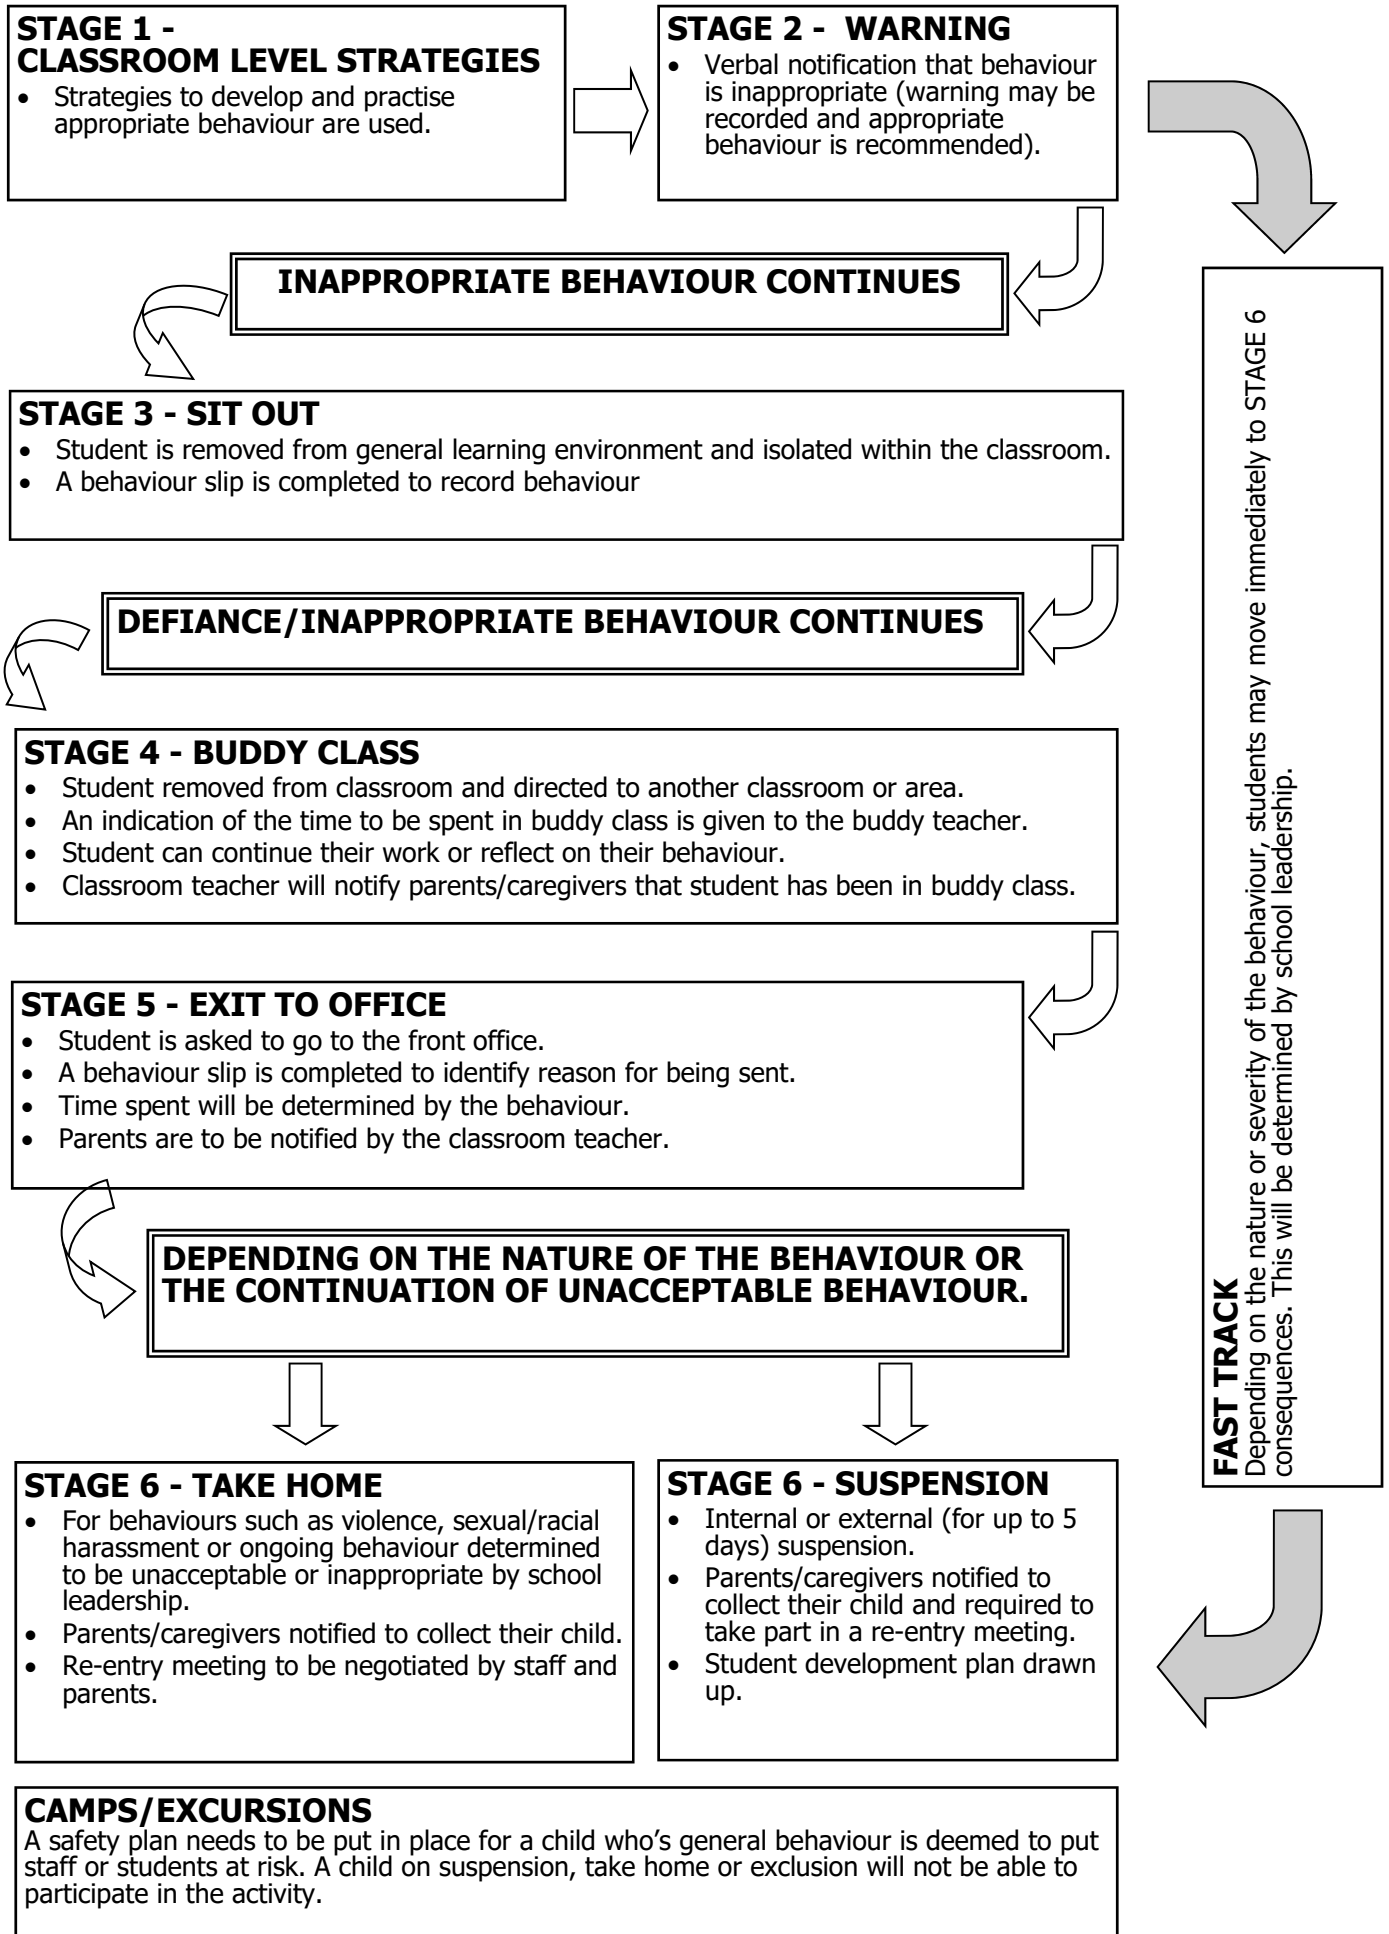 STAGE 1 -
CLASSROOM LEVEL STRATEGIES
• Strategies to develop and practise
appropriate behaviour are used.
STAGE 2 - WARNING
• Verbal notification that behaviour
is inappropriate (warning may be
recorded and appropriate
behaviour is recommended).
INAPPROPRIATE BEHAVIOUR CONTINUES
STAGE 3 - SIT OUT
• Student is removed from general learning environment and isolated within the classroom.
• A behaviour slip is completed to record behaviour
DEFIANCE/INAPPROPRIATE BEHAVIOUR CONTINUES
STAGE 4 - BUDDY CLASS
• Student removed from classroom and directed to another classroom or area.
• An indication of the time to be spent in buddy class is given to the buddy teacher.
• Student can continue their work or reflect on their behaviour.
• Classroom teacher will notify parents/caregivers that student has been in buddy class.
STAGE 5 - EXIT TO OFFICE
• Student is asked to go to the front office.
• A behaviour slip is completed to identify reason for being sent.
• Time spent will be determined by the behaviour.
• Parents are to be notified by the classroom teacher.
DEPENDING ON THE NATURE OF THE BEHAVIOUR OR
THE CONTINUATION OF UNACCEPTABLE BEHAVIOUR.
FAST TRACK
Depending on the nature or severity of the behaviour, students may move immediately to STAGE 6
consequences. This will be determined by school leadership.
STAGE 6 - TAKE HOME
• For behaviours such as violence, sexual/racial
harassment or ongoing behaviour determined
to be unacceptable or inappropriate by school
leadership.
• Parents/caregivers notified to collect their child.
• Re-entry meeting to be negotiated by staff and
parents.
STAGE 6 - SUSPENSION
• Internal or external (for up to 5
days) suspension.
• Parents/caregivers notified to
collect their child and required to
take part in a re-entry meeting.
• Student development plan drawn
up.
CAMPS/EXCURSIONS
A safety plan needs to be put in place for a child who’s general behaviour is deemed to put
staff or students at risk. A child on suspension, take home or exclusion will not be able to
participate in the activity.